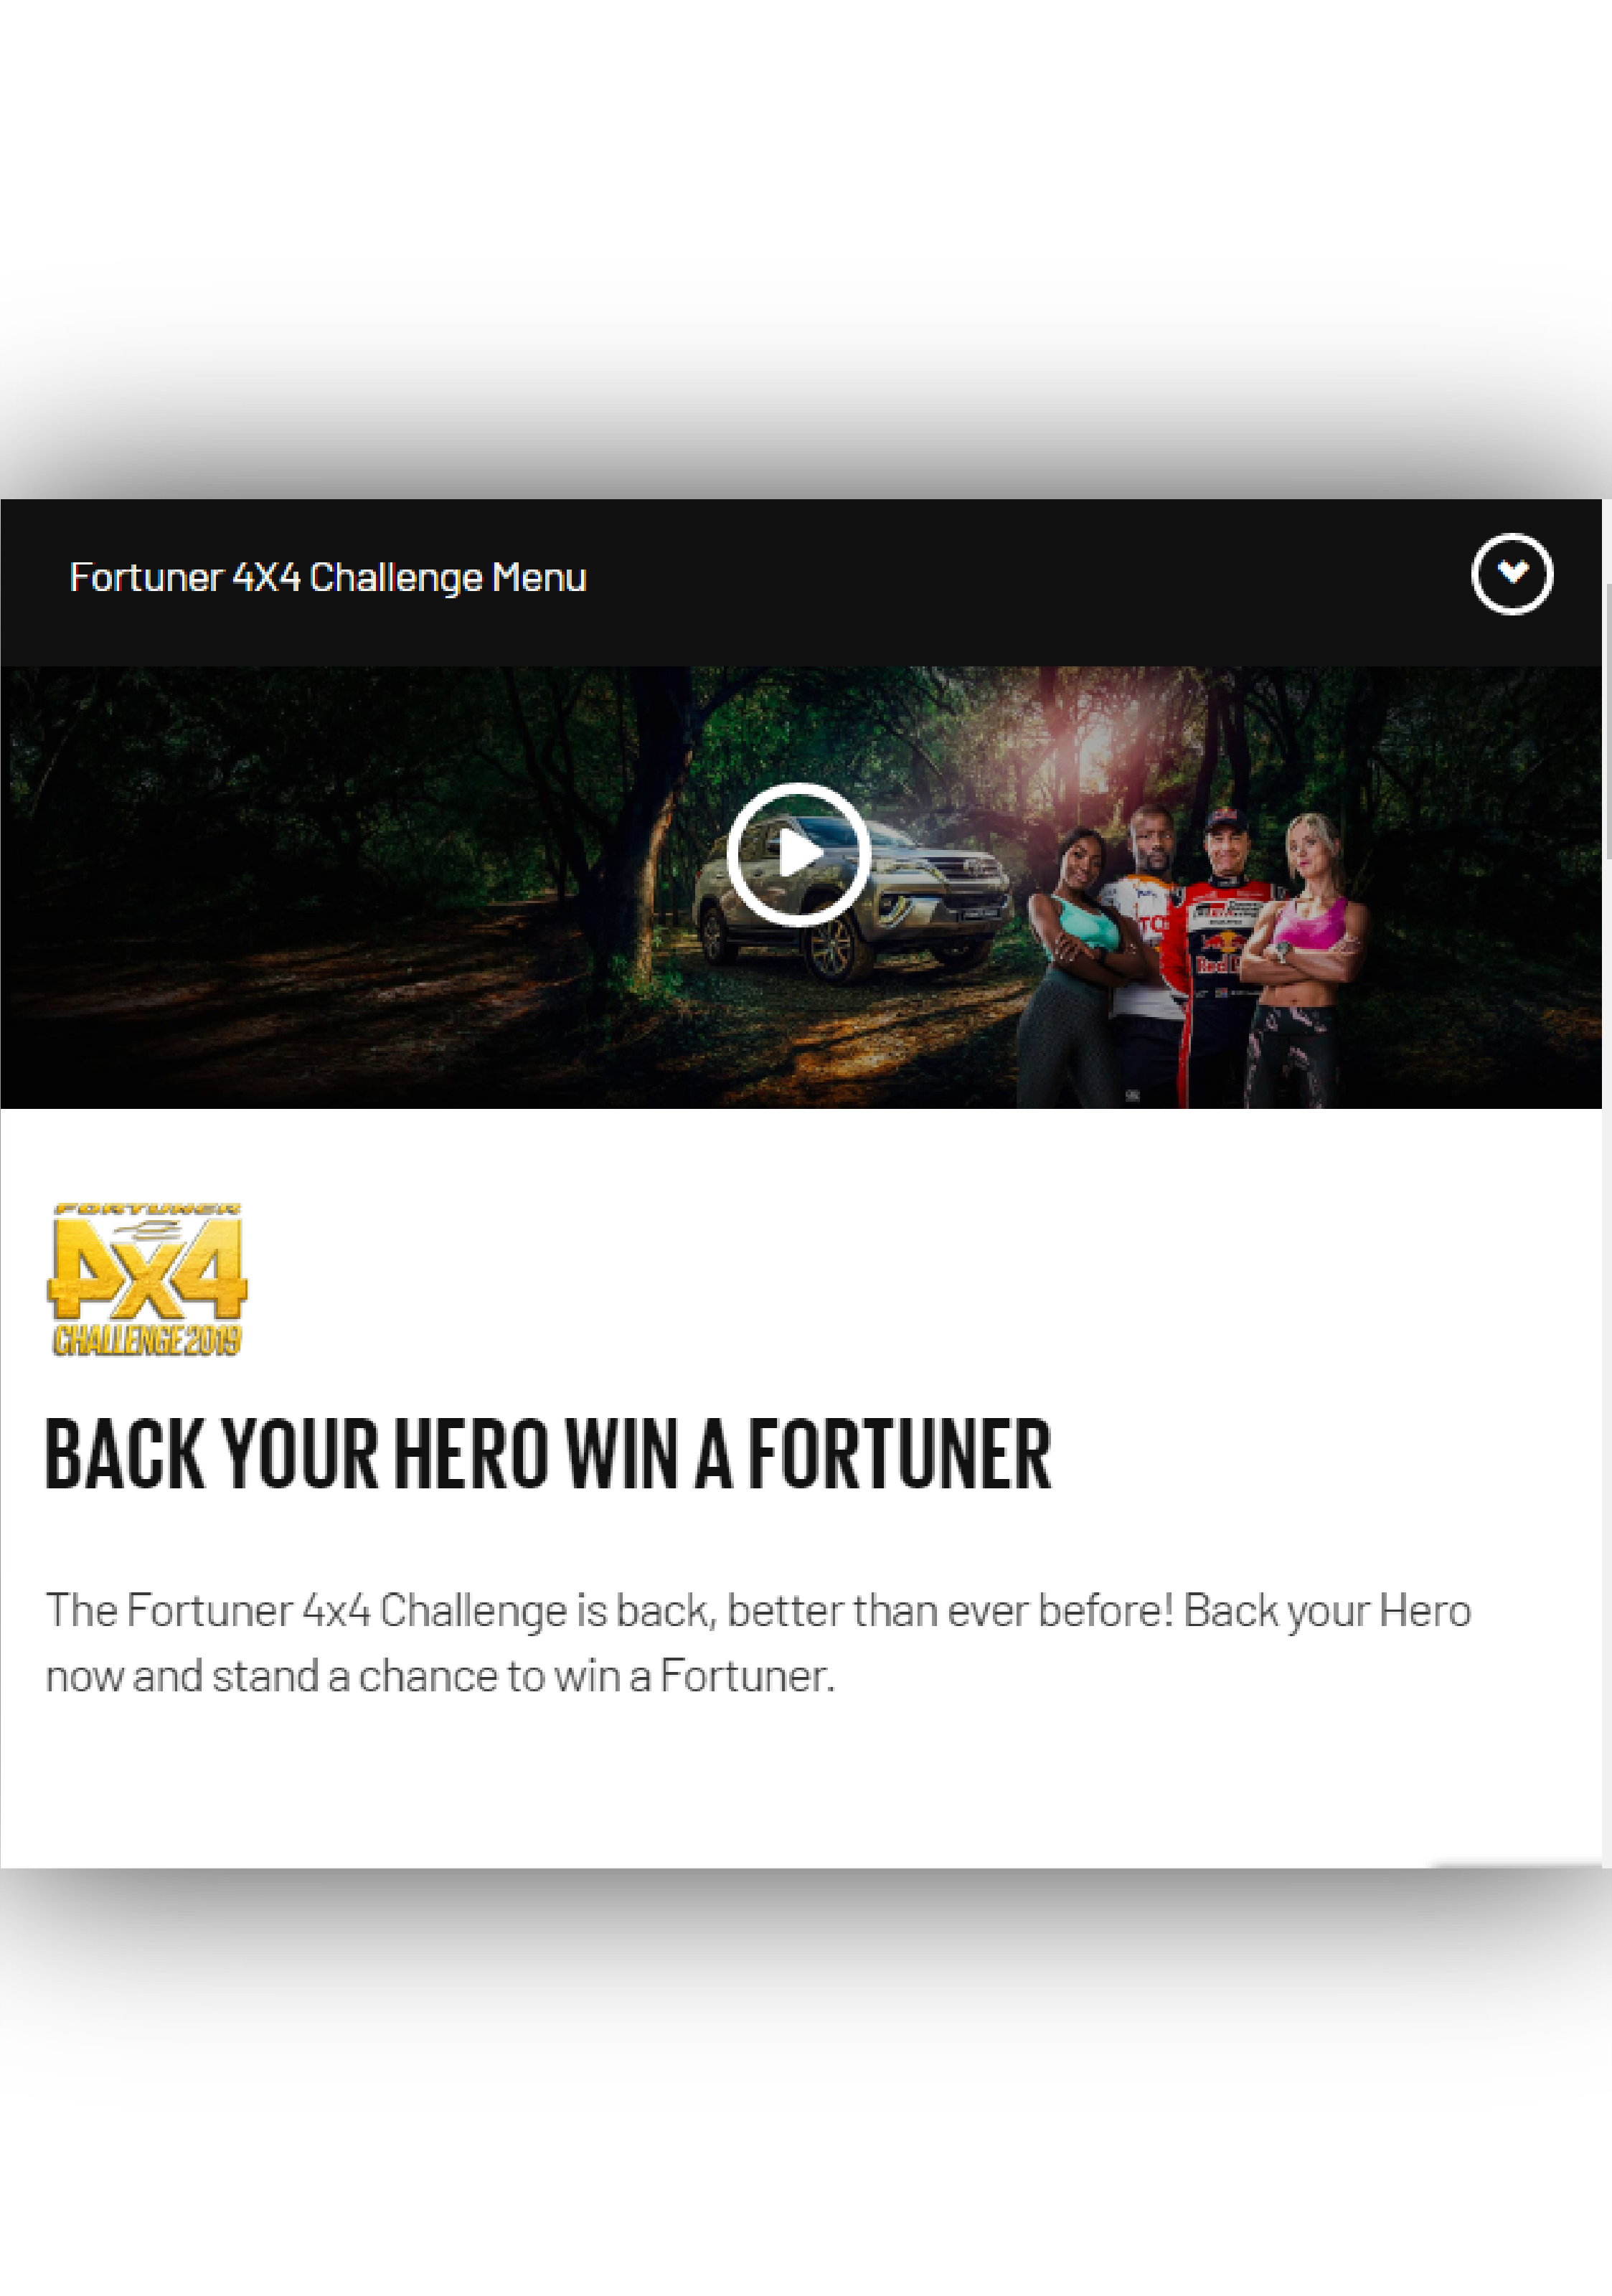 Fortuner 4X4 Challenge Menu
Red
FORTUNER
4x4
CHALLENGE 2019
BACK YOUR HERO WIN A FORTUNER
The Fortuner 4x4 Challenge is back, better than ever before! Back your Hero
now and stand a chance to win a Fortuner.